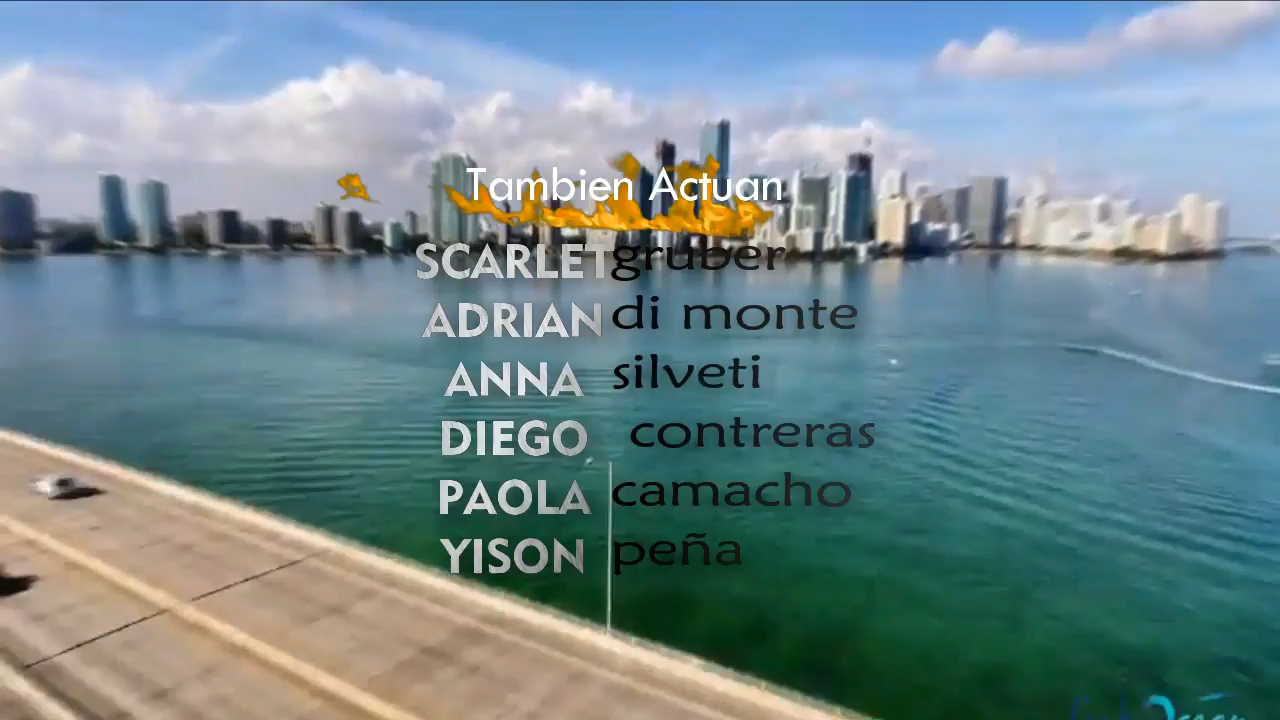 Tambien Actuan
SCARLET gruber
ADRIAN di monte
ANNA silveti
DIEGO contreras
PAOLA camacho
YISON peña